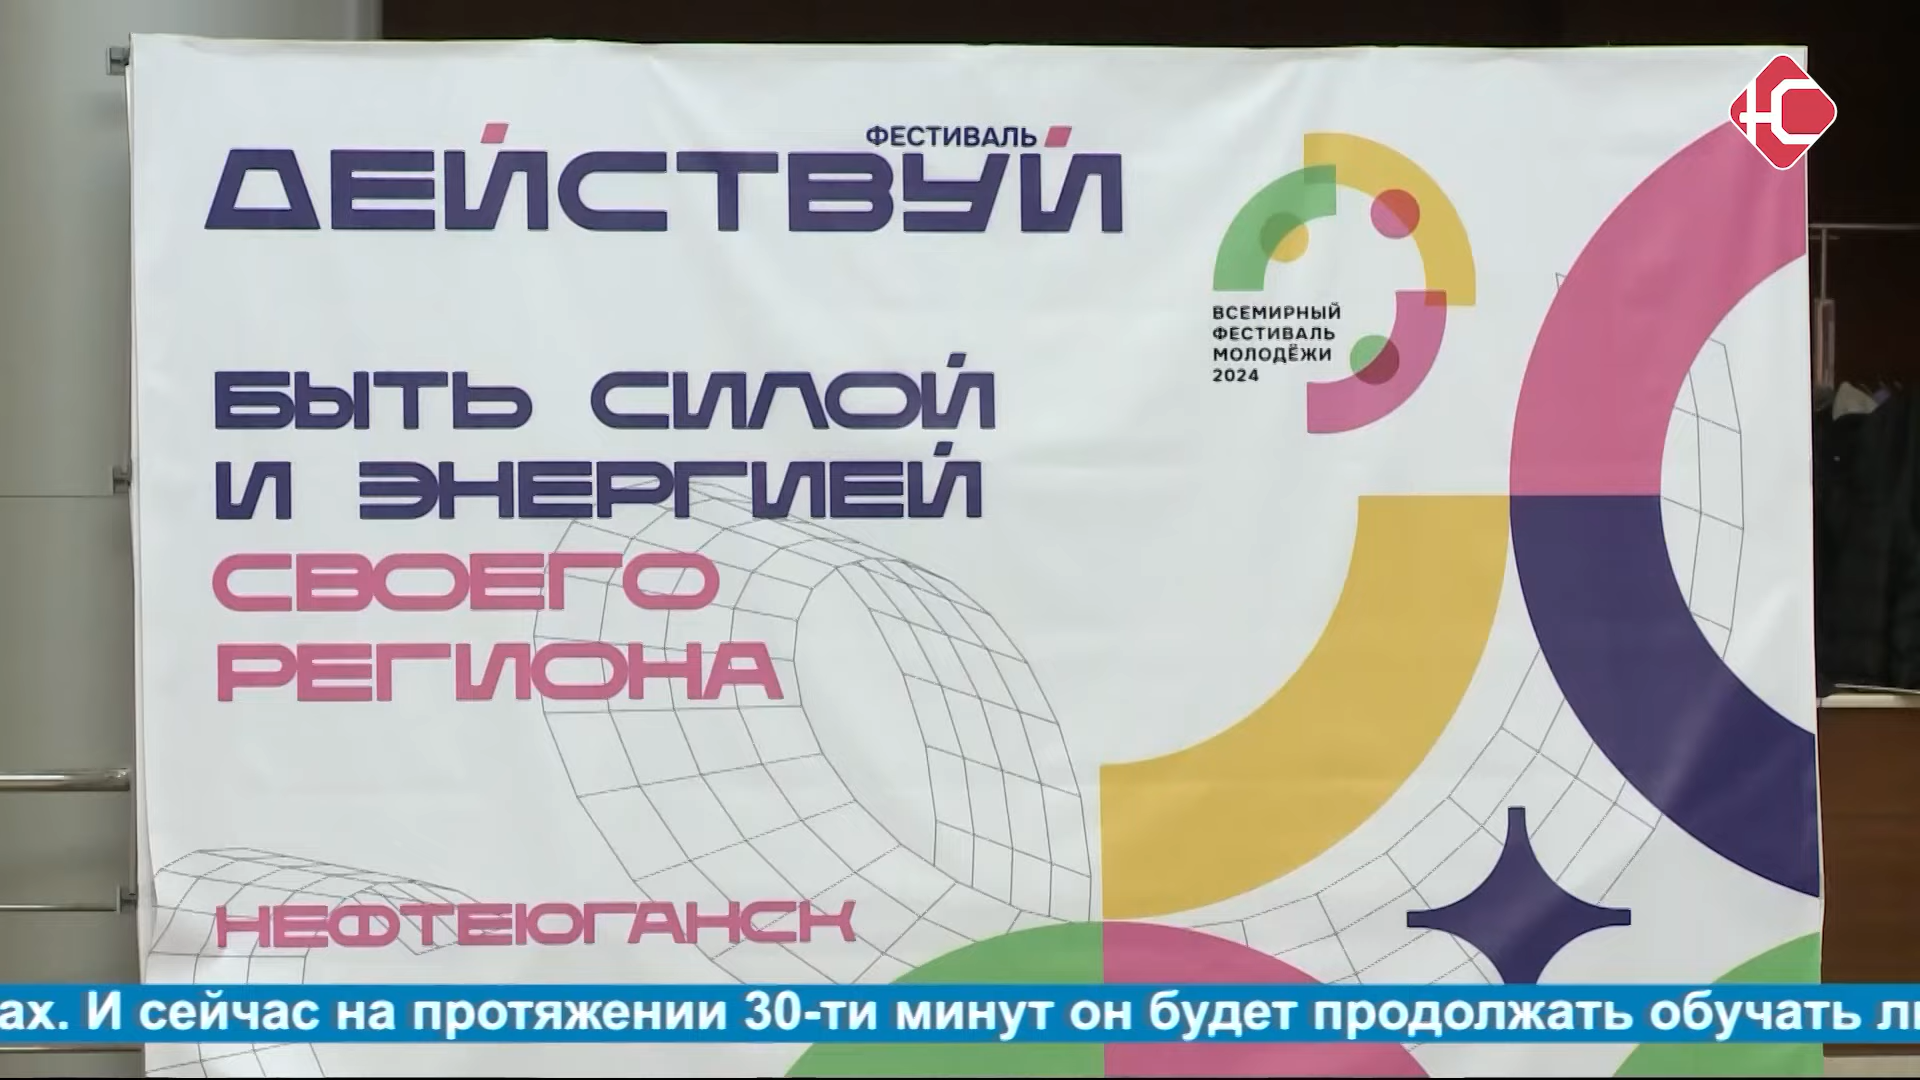 ФЕСТИВАЛЬ
ДЕЙСТВУЙ
ВСЕМИРНЫЙ
ФЕСТИВАЛЬ
МОЛОДЁЖИ
2024
БЫТЬ СИЛОЙ
И ЭНЕРГИЕЙ
СВОЕГО
РЕГИОНА
НЕФТЕЮГАНСК
ах. И сейчас на протяжении 30-ти минут он будет продолжать обучать